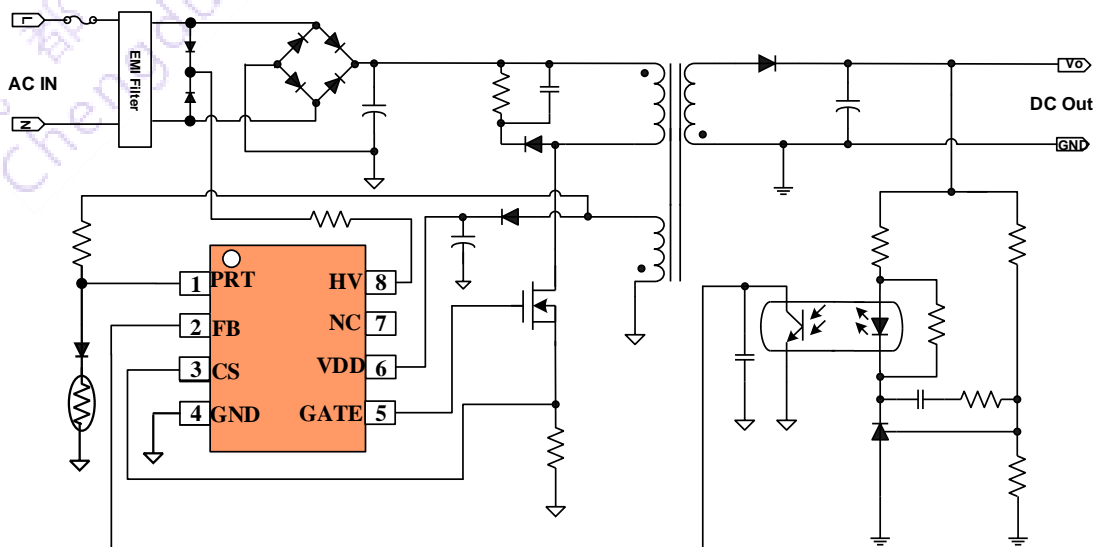 L
AC IN
N
EMI Filter
Vo
DC Out
GND
1 PRT
2 FB
3 CS
4 GND
HV 8
NC 7
VDD 6
GATE 5
Chengdu